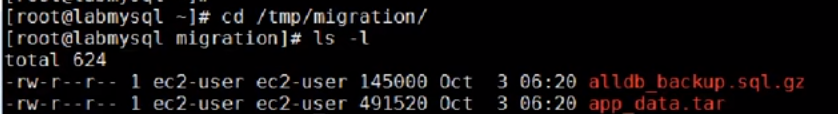 [root@labmysql ~]# cd /tmp/migration/
[root@labmysql migration]# ls -l
total 624
-rw-r--r-- 1 ec2-user ec2-user 145000 Oct  3 06:20 alldb_backup.sql.gz
-rw-r--r-- 1 ec2-user ec2-user 491520 Oct  3 06:20 app_data.tar